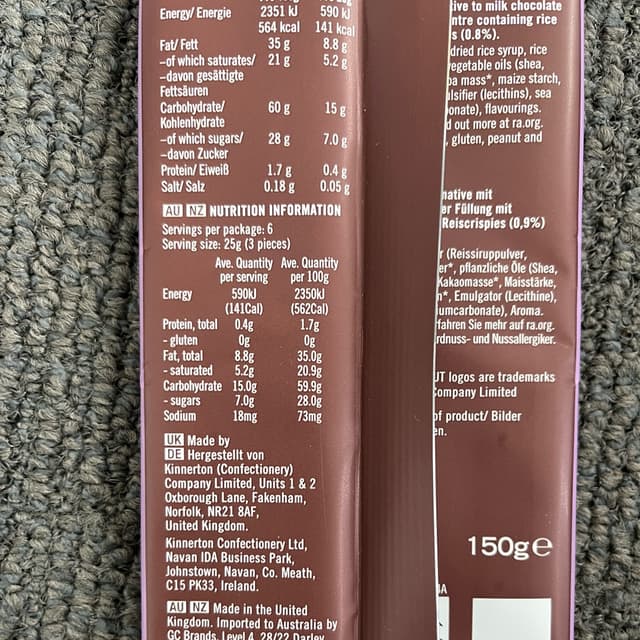 Energy/ Energie 2351 kJ 590 kJ
564 kcal 141 kcal
Fat/ Fett 35 g 8.8 g
–of which saturates/ 21 g 5.2 g
–davon gesättigte
Fettsäuren
Carbohydrate/ 60 g 15 g
Kohlenhydrate
–of which sugars/ 28 g 7.0 g
–davon Zucker
Protein/ Eiweiß 1.7 g 0.4 g
Salt/ Salz 0.18 g 0.05 g
AU NZ NUTRITION INFORMATION
Servings per package: 6
Serving size: 25g (3 pieces)
Ave. Quantity Ave. Quantity
per serving per 100g
Energy 590kJ 2350kJ
(141Cal) (562Cal)
Protein, total 0.4g 1.7g
- gluten 0g 0g
Fat, total 8.8g 35.0g
- saturated 5.2g 20.9g
Carbohydrate 15.0g 59.9g
- sugars 7.0g 28.0g
Sodium 18mg 73mg
UK Made by
DE Hergestellt von
Kinnerton (Confectionery)
Company Limited, Units 1 & 2
Oxborough Lane, Fakenham,
Norfolk, NR21 8AF,
United Kingdom.
Kinnerton Confectionery Ltd,
Navan IDA Business Park,
Johnstown, Navan, Co. Meath,
C15 PK33, Ireland.
AU NZ Made in the United
Kingdom. Imported to Australia by
GC Brands, Level 4, 28/22 Darley
to milk chocolate
containing rice
(0.8%).
dried rice syrup, rice
vegetable oils (shea,
mass*, maize starch,
(lecithins), sea
flavourings.
out more at ra.org.
, gluten, peanut and
mit
Füllung mit
Reiscrispies (0,9%)
(Reissiruppulver,
pflanzliche Öle (Shea,
Kakaomasse*, Maisstärke,
Emulgator (Lecithine),
Aroma.
fahren Sie mehr auf ra.org.
und Nussallergiker.
logos are trademarks
Company Limited
of product/ Bilder
150g℮